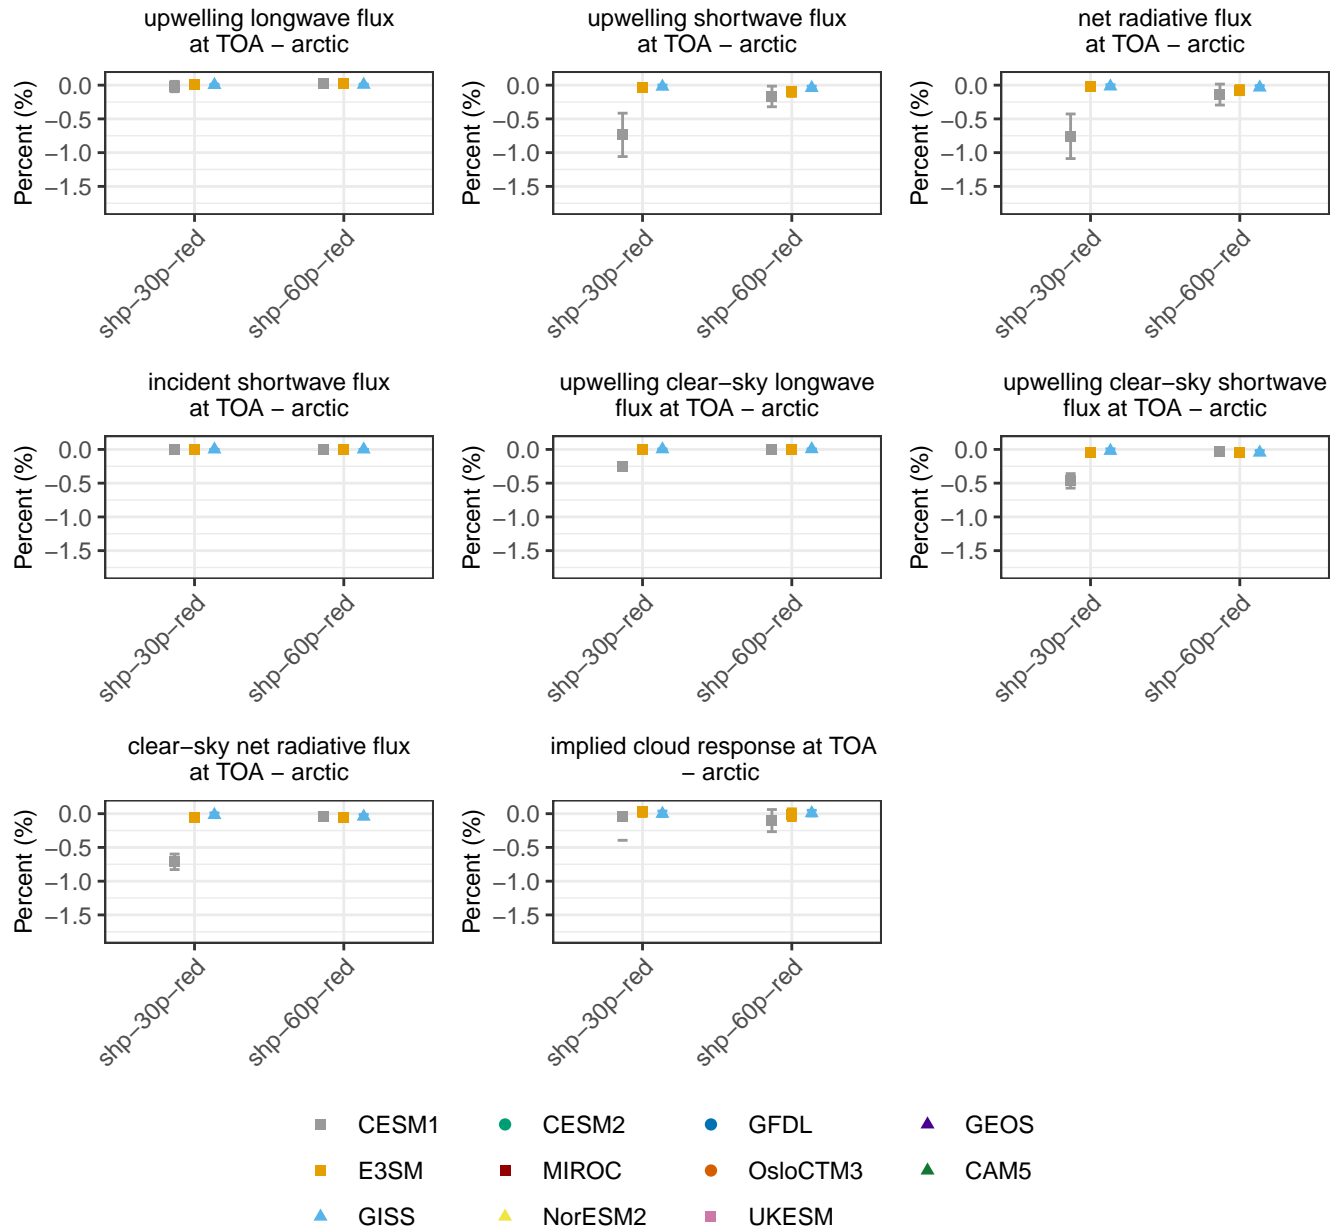 upwelling longwave flux
at TOA − arctic
upwelling shortwave flux
at TOA − arctic
net radiative flux
at TOA − arctic
Percent (%)
0.0
−0.5
−1.0
−1.5
shp−30p−red
shp−60p−red
Percent (%)
0.0
−0.5
−1.0
−1.5
shp−30p−red
shp−60p−red
Percent (%)
0.0
−0.5
−1.0
−1.5
shp−30p−red
shp−60p−red
incident shortwave flux
at TOA − arctic
upwelling clear−sky longwave
flux at TOA − arctic
upwelling clear−sky shortwave
flux at TOA − arctic
Percent (%)
0.0
−0.5
−1.0
−1.5
shp−30p−red
shp−60p−red
Percent (%)
0.0
−0.5
−1.0
−1.5
shp−30p−red
shp−60p−red
Percent (%)
0.0
−0.5
−1.0
−1.5
shp−30p−red
shp−60p−red
clear−sky net radiative flux
at TOA − arctic
implied cloud response at TOA
− arctic
Percent (%)
0.0
−0.5
−1.0
−1.5
shp−30p−red
shp−60p−red
Percent (%)
0.0
−0.5
−1.0
−1.5
shp−30p−red
shp−60p−red
CESM1
CESM2
GFDL
GEOS
E3SM
MIROC
OsloCTM3
CAM5
GISS
NorESM2
UKESM